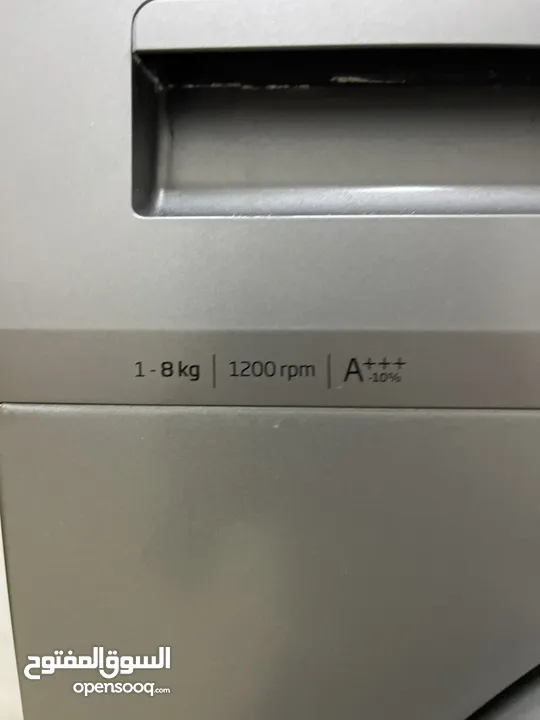 1 - 8 kg | 1200 rpm | A+++ -10%
السوق المفتوح
opensooq.com